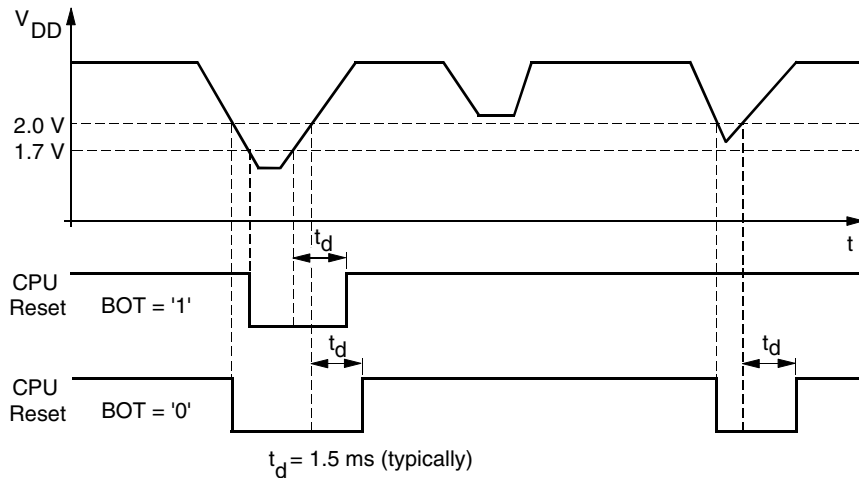 VDD
2.0 V
1.7 V
t
td
CPU
Reset
BOT = '1'
td
td
CPU
Reset
BOT = '0'
td = 1.5 ms (typically)